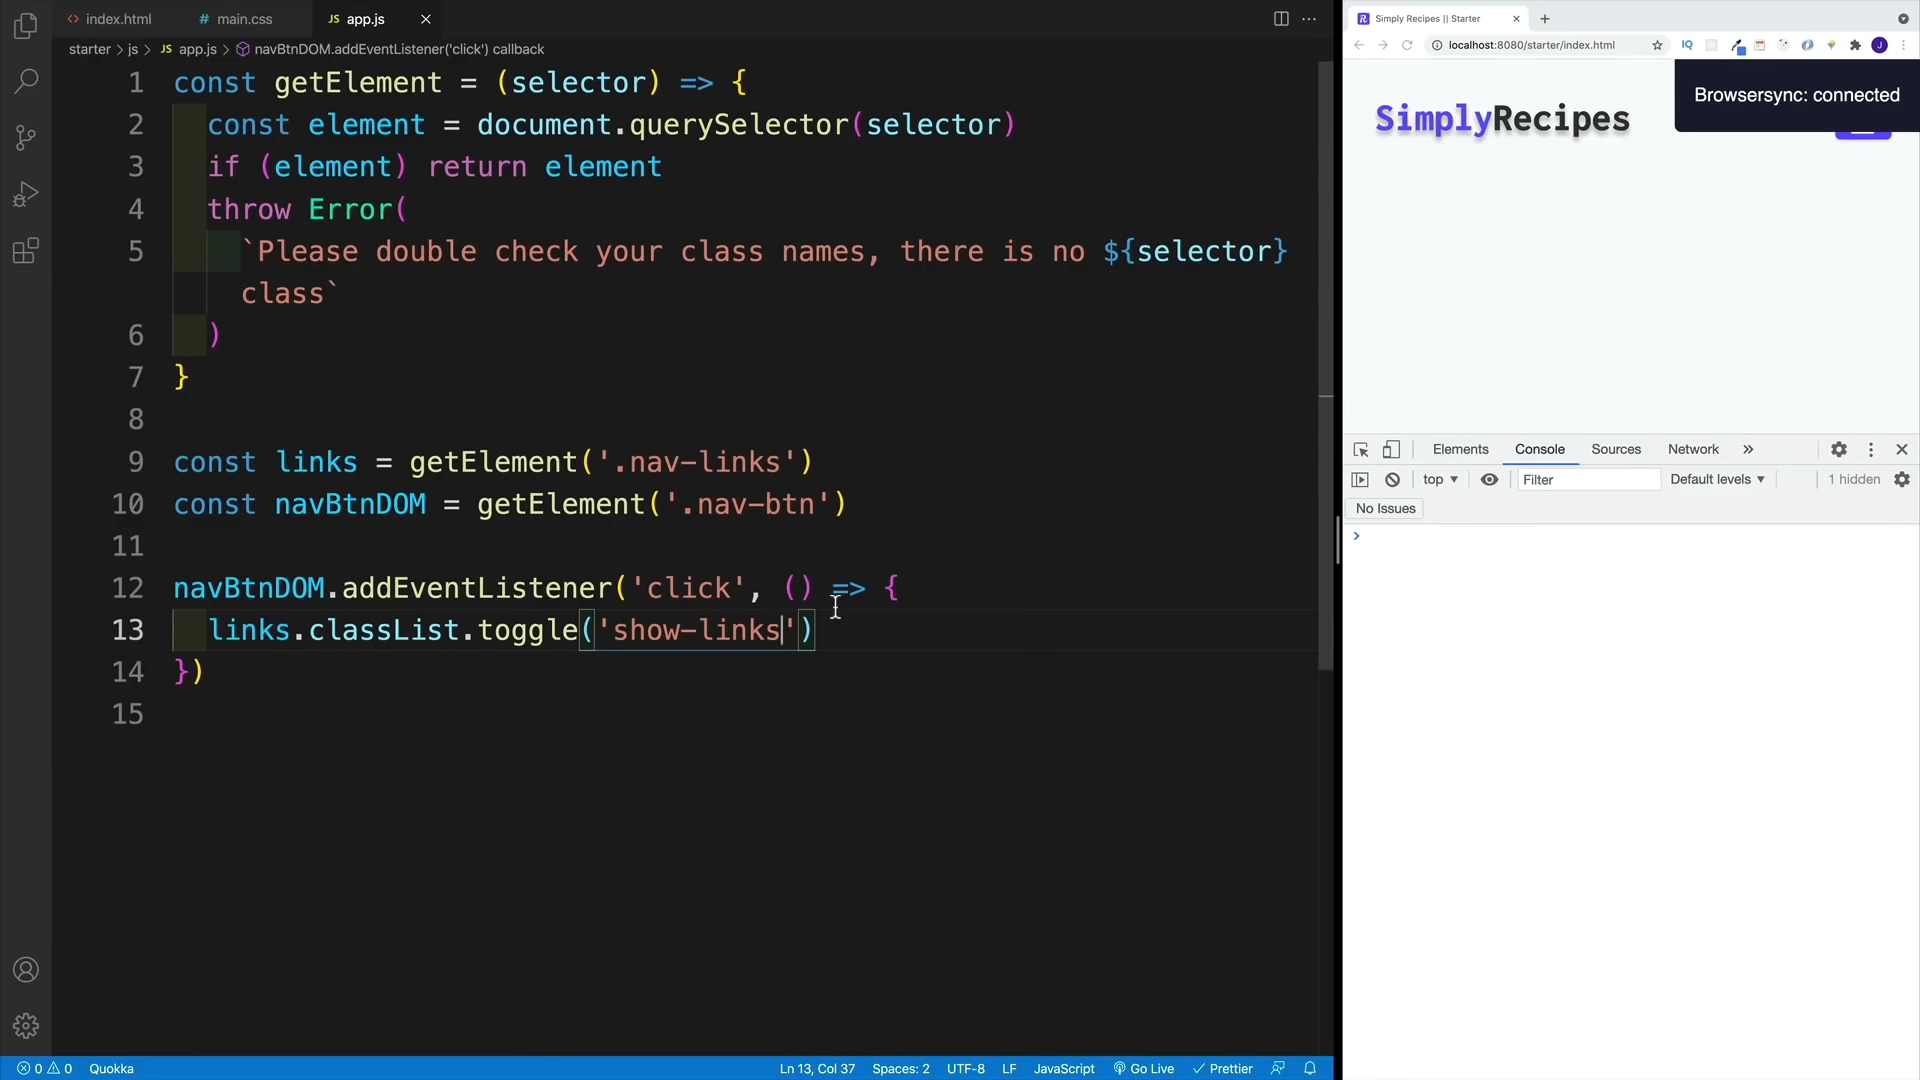 index.html
main.css
JS app.js
starter > js > JS app.js > navBtnDOM.addEventListener('click') callback
1 const getElement = (selector) => {
2 const element = document.querySelector(selector)
3 if (element) return element
4 throw Error(
5 `Please double check your class names, there is no ${selector}
class`
6 )
7 }
8
9 const links = getElement('.nav-links')
10 const navBtnDOM = getElement('.nav-btn')
11
12 navBtnDOM.addEventListener('click', () => {
13 links.classList.toggle('show-links')
14 })
15
0 0 Quokka
Ln 13, Col 37 Spaces: 2 UTF-8 LF JavaScript Go Live Prettier
Simply Recipes || Starter
localhost:8080/starter/index.html
IQ
J
SimplyRecipes
Browsersync: connected
Elements Console Sources Network »
top Filter Default levels 1 hidden
No Issues